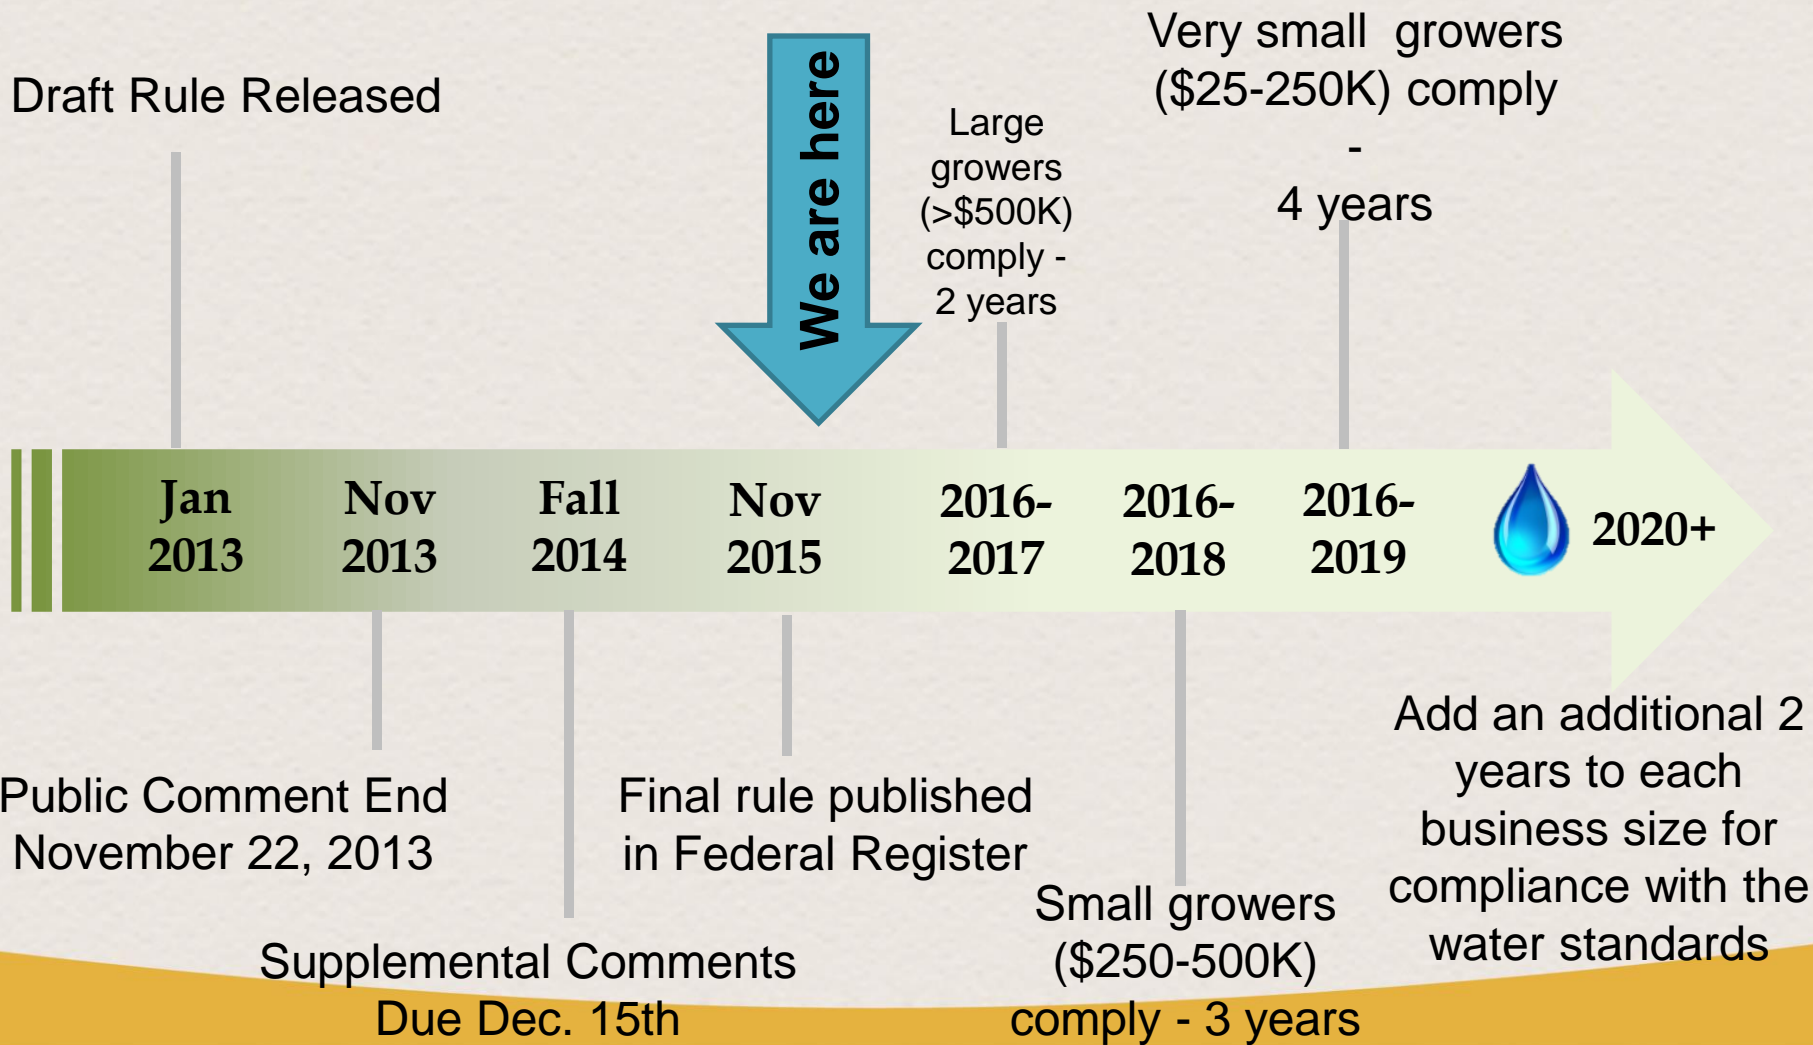 Draft Rule Released
We are here
Large
growers
(>$500K)
comply -
2 years
Very small growers
($25-250K) comply
-
4 years
Jan
2013
Nov
2013
Fall
2014
Nov
2015
2016-
2017
2016-
2018
2016-
2019
2020+
Public Comment End
November 22, 2013
Supplemental Comments
Due Dec. 15th
Final rule published
in Federal Register
Small growers
($250-500K)
comply - 3 years
Add an additional 2
years to each
business size for
compliance with the
water standards